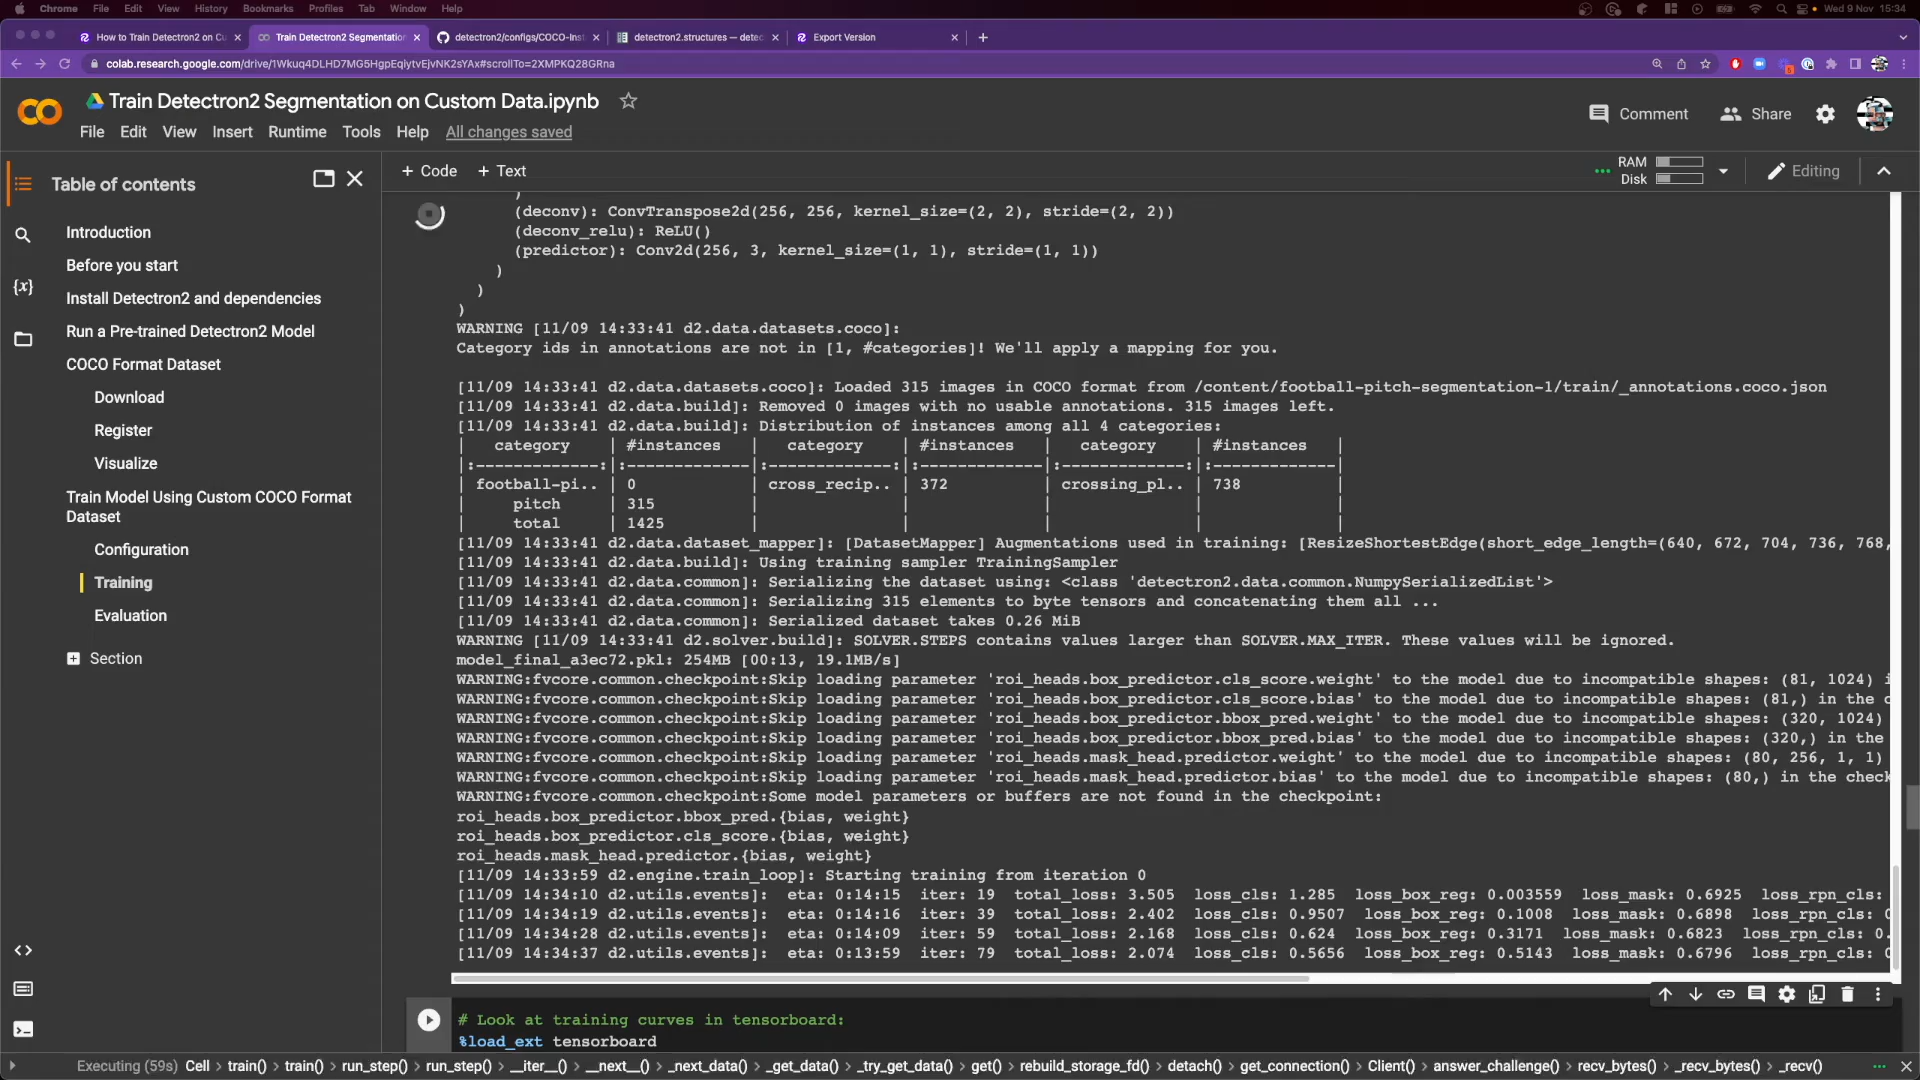 Chrome File Edit View History Bookmarks Profiles Tab Window Help
Wed 9 Nov 15:34
How to Train Detectron2 on Cu
Train Detectron2 Segmentation
detectron2/configs/COCO-Inst
detectron2.structures — detec
Export Version
colab.research.google.com/drive/1Wkuq4DLHD7MG5HgpEqiytvEjvNK2sYAx#scrollTo=2XMPKQ28GRna
CO
Train Detectron2 Segmentation on Custom Data.ipynb
Comment Share
File Edit View Insert Runtime Tools Help All changes saved
Table of contents
+ Code + Text
RAM
Disk
Editing
Introduction
Before you start
Install Detectron2 and dependencies
Run a Pre-trained Detectron2 Model
COCO Format Dataset
Download
Register
Visualize
Train Model Using Custom COCO Format
Dataset
Configuration
Training
Evaluation
Section
{x}
)
(deconv): ConvTranspose2d(256, 256, kernel_size=(2, 2), stride=(2, 2))
(deconv_relu): ReLU()
(predictor): Conv2d(256, 3, kernel_size=(1, 1), stride=(1, 1))
)
)
)
WARNING [11/09 14:33:41 d2.data.datasets.coco]:
Category ids in annotations are not in [1, #categories]! We'll apply a mapping for you.
[11/09 14:33:41 d2.data.datasets.coco]: Loaded 315 images in COCO format from /content/football-pitch-segmentation-1/train/_annotations.coco.json
[11/09 14:33:41 d2.data.build]: Removed 0 images with no usable annotations. 315 images left.
[11/09 14:33:41 d2.data.build]: Distribution of instances among all 4 categories:
| category | #instances | category | #instances | category | #instances |
|:-------------:|:-------------|:-------------:|:-------------|:-------------:|:-------------|
| football-pi.. | 0 | cross_recip.. | 372 | crossing_pl.. | 738 |
| pitch | 315 | | | | |
| total | 1425 | | | | |
[11/09 14:33:41 d2.data.dataset_mapper]: [DatasetMapper] Augmentations used in training: [ResizeShortestEdge(short_edge_length=(640, 672, 704, 736, 768,
[11/09 14:33:41 d2.data.build]: Using training sampler TrainingSampler
[11/09 14:33:41 d2.data.common]: Serializing the dataset using: <class 'detectron2.data.common.NumpySerializedList'>
[11/09 14:33:41 d2.data.common]: Serializing 315 elements to byte tensors and concatenating them all ...
[11/09 14:33:41 d2.data.common]: Serialized dataset takes 0.26 MiB
WARNING [11/09 14:33:41 d2.solver.build]: SOLVER.STEPS contains values larger than SOLVER.MAX_ITER. These values will be ignored.
model_final_a3ec72.pkl: 254MB [00:13, 19.1MB/s]
WARNING:fvcore.common.checkpoint:Skip loading parameter 'roi_heads.box_predictor.cls_score.weight' to the model due to incompatible shapes: (81, 1024) i
WARNING:fvcore.common.checkpoint:Skip loading parameter 'roi_heads.box_predictor.cls_score.bias' to the model due to incompatible shapes: (81,) in the c
WARNING:fvcore.common.checkpoint:Skip loading parameter 'roi_heads.box_predictor.bbox_pred.weight' to the model due to incompatible shapes: (320, 1024)
WARNING:fvcore.common.checkpoint:Skip loading parameter 'roi_heads.box_predictor.bbox_pred.bias' to the model due to incompatible shapes: (320,) in the
WARNING:fvcore.common.checkpoint:Skip loading parameter 'roi_heads.mask_head.predictor.weight' to the model due to incompatible shapes: (80, 256, 1, 1)
WARNING:fvcore.common.checkpoint:Skip loading parameter 'roi_heads.mask_head.predictor.bias' to the model due to incompatible shapes: (80,) in the check
WARNING:fvcore.common.checkpoint:Some model parameters or buffers are not found in the checkpoint:
roi_heads.box_predictor.bbox_pred.{bias, weight}
roi_heads.box_predictor.cls_score.{bias, weight}
roi_heads.mask_head.predictor.{bias, weight}
[11/09 14:33:59 d2.engine.train_loop]: Starting training from iteration 0
[11/09 14:34:10 d2.utils.events]: eta: 0:14:15 iter: 19 total_loss: 3.505 loss_cls: 1.285 loss_box_reg: 0.003559 loss_mask: 0.6925 loss_rpn_cls:
[11/09 14:34:19 d2.utils.events]: eta: 0:14:16 iter: 39 total_loss: 2.402 loss_cls: 0.9507 loss_box_reg: 0.1008 loss_mask: 0.6898 loss_rpn_cls: 0
[11/09 14:34:28 d2.utils.events]: eta: 0:14:09 iter: 59 total_loss: 2.168 loss_cls: 0.624 loss_box_reg: 0.3171 loss_mask: 0.6823 loss_rpn_cls: 0.
[11/09 14:34:37 d2.utils.events]: eta: 0:13:59 iter: 79 total_loss: 2.074 loss_cls: 0.5656 loss_box_reg: 0.5143 loss_mask: 0.6796 loss_rpn_cls: 0
# Look at training curves in tensorboard:
%load_ext tensorboard
Executing (59s) Cell > train() > train() > run_step() > run_step() > __iter__() > __next__() > _next_data() > _get_data() > _try_get_data() > get() > rebuild_storage_fd() > detach() > get_connection() > Client() > answer_challenge() > recv_bytes() > _recv_bytes() > _recv()